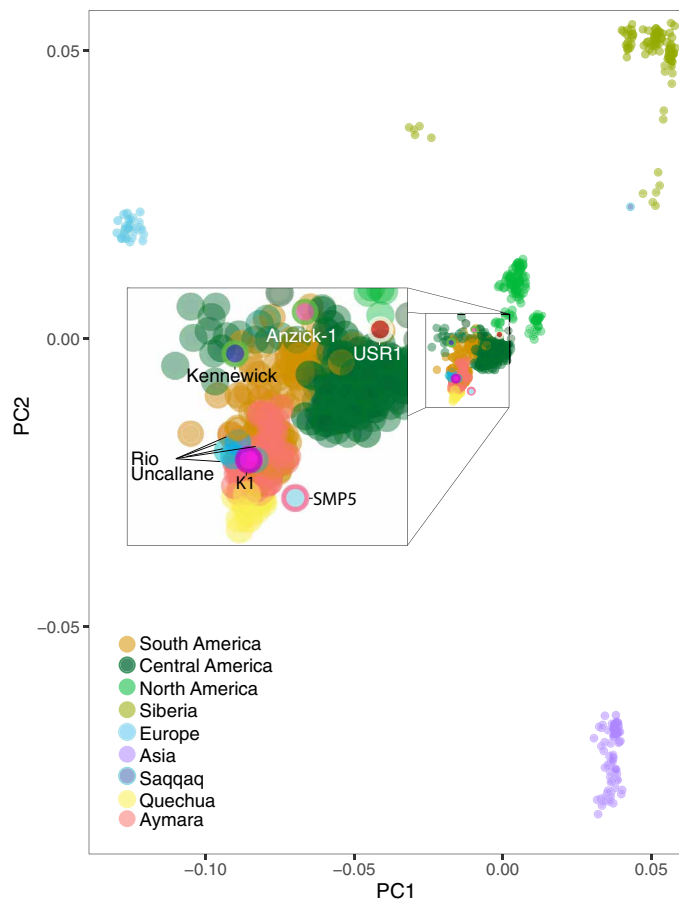 0.05
0.00
−0.05
PC2
Anzick-1
USR1
Kennewick
Rio
Uncallane
K1
SMP5
South America
Central America
North America
Siberia
Europe
Asia
Saqqaq
Quechua
Aymara
−0.10
−0.05
0.00
0.05
PC1